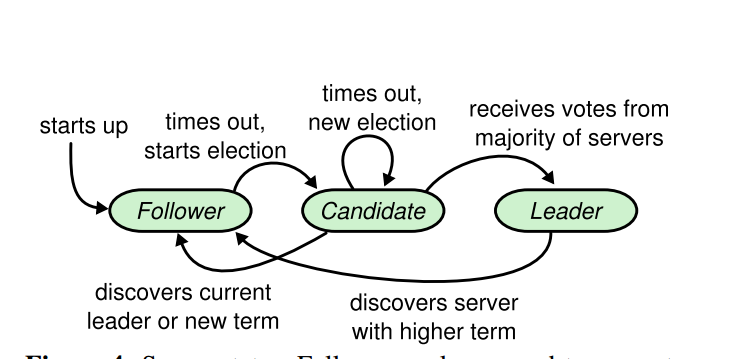 times out,
new election
receives votes from
majority of servers
starts up
times out,
starts election
Follower
Candidate
Leader
discovers current
leader or new term
discovers server
with higher term